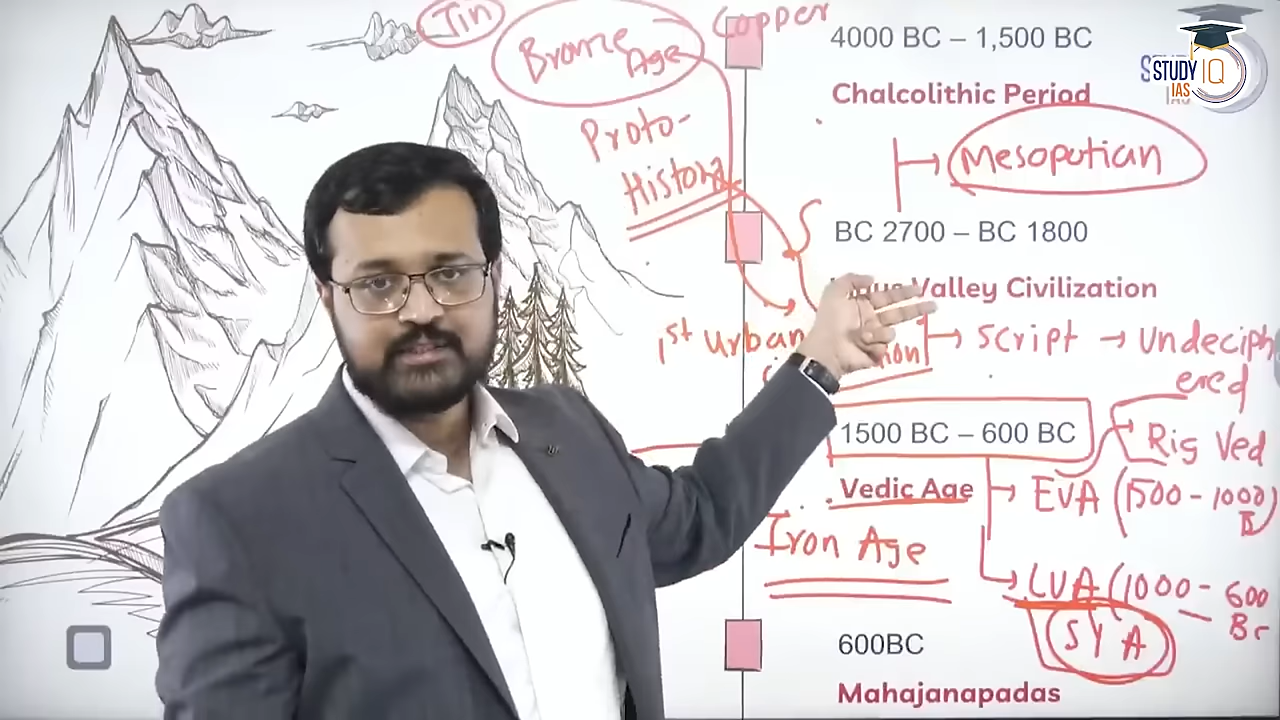 Tin
Bronze
Age
Copper
4000 BC – 1,500 BC
STUDY IQ
IAS
Chalcolithic Period
Proto-
History
Mesopotian
BC 2700 – BC 1800
Valley Civilization
1st Urban
Script → Undeciph
ered
1500 BC – 600 BC
Rig Ved
Vedic Age
EVA (1500 - 1000
Iron Age
LVA (1000 - 600
BC
SYA
600BC
Mahajanapadas